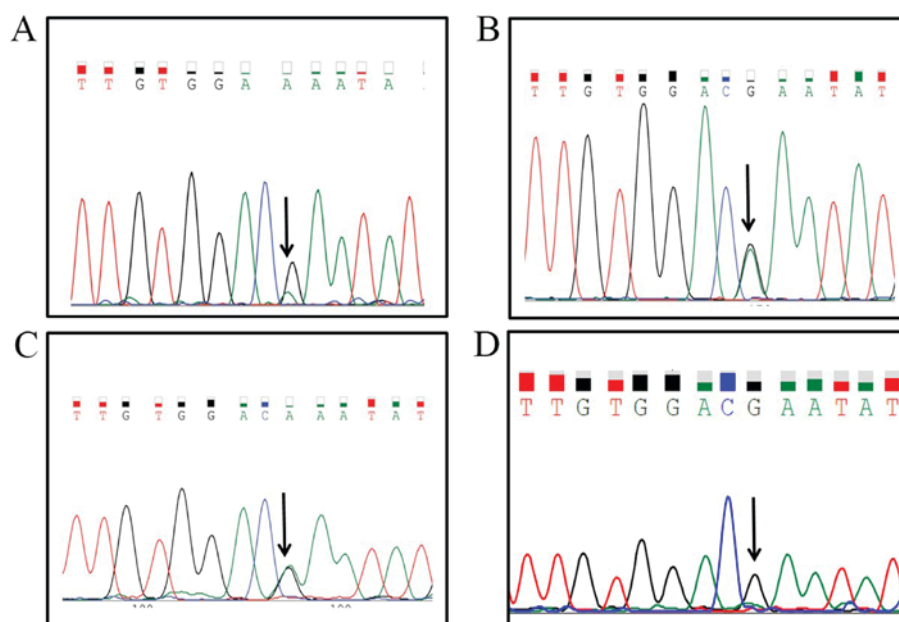 A
T T G T G G A A A A T A
B
T T G T G G A C G A A T A T
C
T T G T G G A C A A A T A T
D
T T G T G G A C G A A T A T